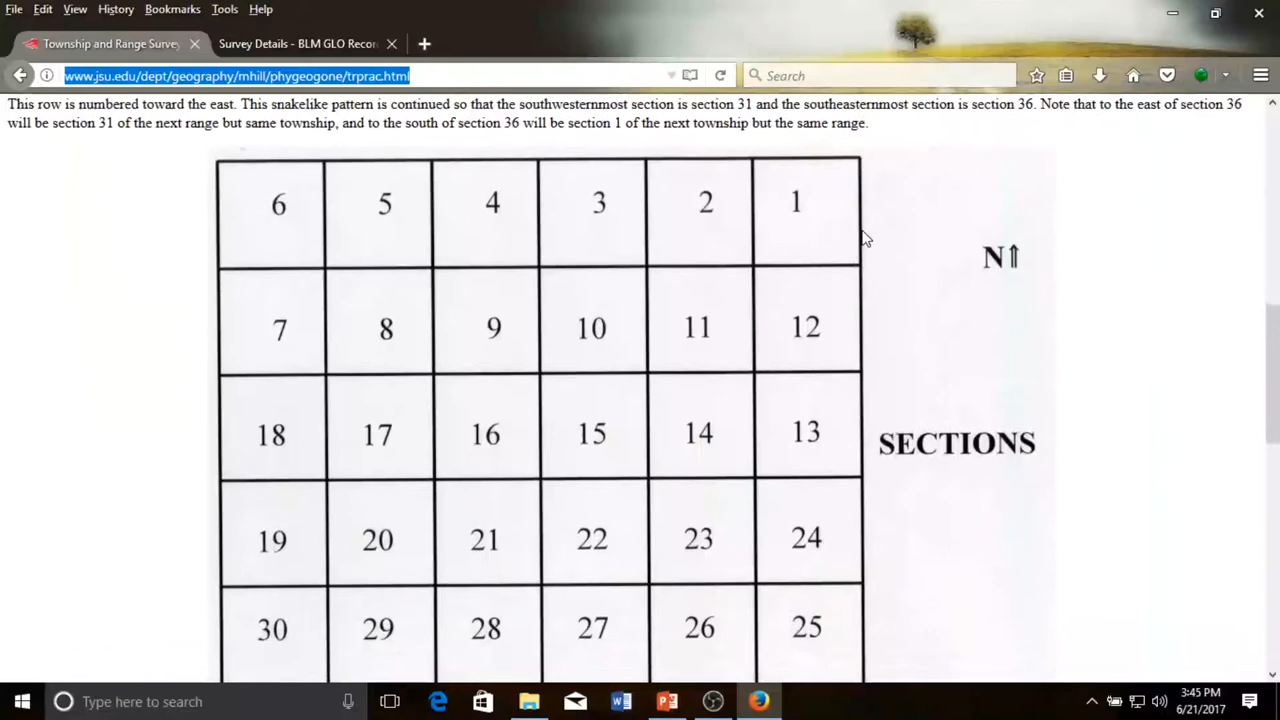 File Edit View History Bookmarks Tools Help
Township and Range Survey Survey Details - BLM GLO Recor
www.jsu.edu/dept/geography/mhill/phygeogone/trprac.html Search
This row is numbered toward the east. This snakelike pattern is continued so that the southwesternmost section is section 31 and the southeasternmost section is section 36. Note that to the east of section 36
will be section 31 of the next range but same township, and to the south of section 36 will be section 1 of the next township but the same range.
6 5 4 3 2 1
N⇑
7 8 9 10 11 12
18 17 16 15 14 13
SECTIONS
19 20 21 22 23 24
30 29 28 27 26 25
Type here to search
3:45 PM
6/21/2017